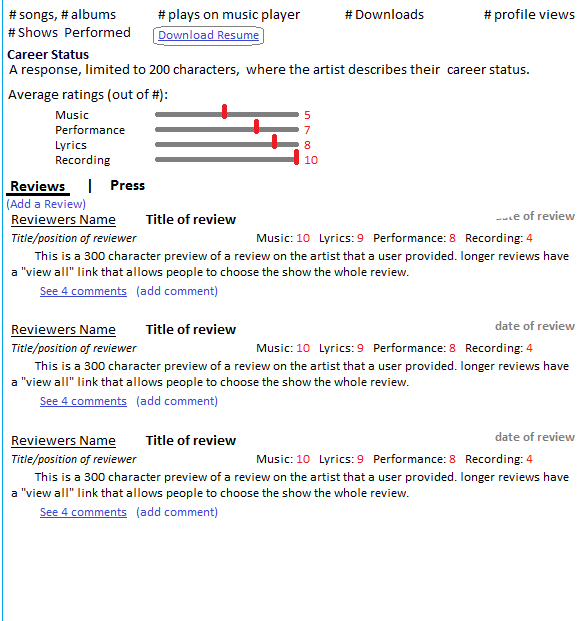 # songs, # albums # plays on music player # Downloads # profile views
# Shows Performed Download Resume
Career Status
A response, limited to 200 characters, where the artist describes their career status.
Average ratings (out of #):
Music 5
Performance 7
Lyrics 8
Recording 10
Reviews | Press
(Add a Review)
Reviewers Name Title of review date of review
Title/position of reviewer Music: 10 Lyrics: 9 Performance: 8 Recording: 4
This is a 300 character preview of a review on the artist that a user provided. longer reviews have
a "view all" link that allows people to choose the show the whole review.
See 4 comments (add comment)
Reviewers Name Title of review date of review
Title/position of reviewer Music: 10 Lyrics: 9 Performance: 8 Recording: 4
This is a 300 character preview of a review on the artist that a user provided. longer reviews have
a "view all" link that allows people to choose the show the whole review.
See 4 comments (add comment)
Reviewers Name Title of review date of review
Title/position of reviewer Music: 10 Lyrics: 9 Performance: 8 Recording: 4
This is a 300 character preview of a review on the artist that a user provided. longer reviews have
a "view all" link that allows people to choose the show the whole review.
See 4 comments (add comment)